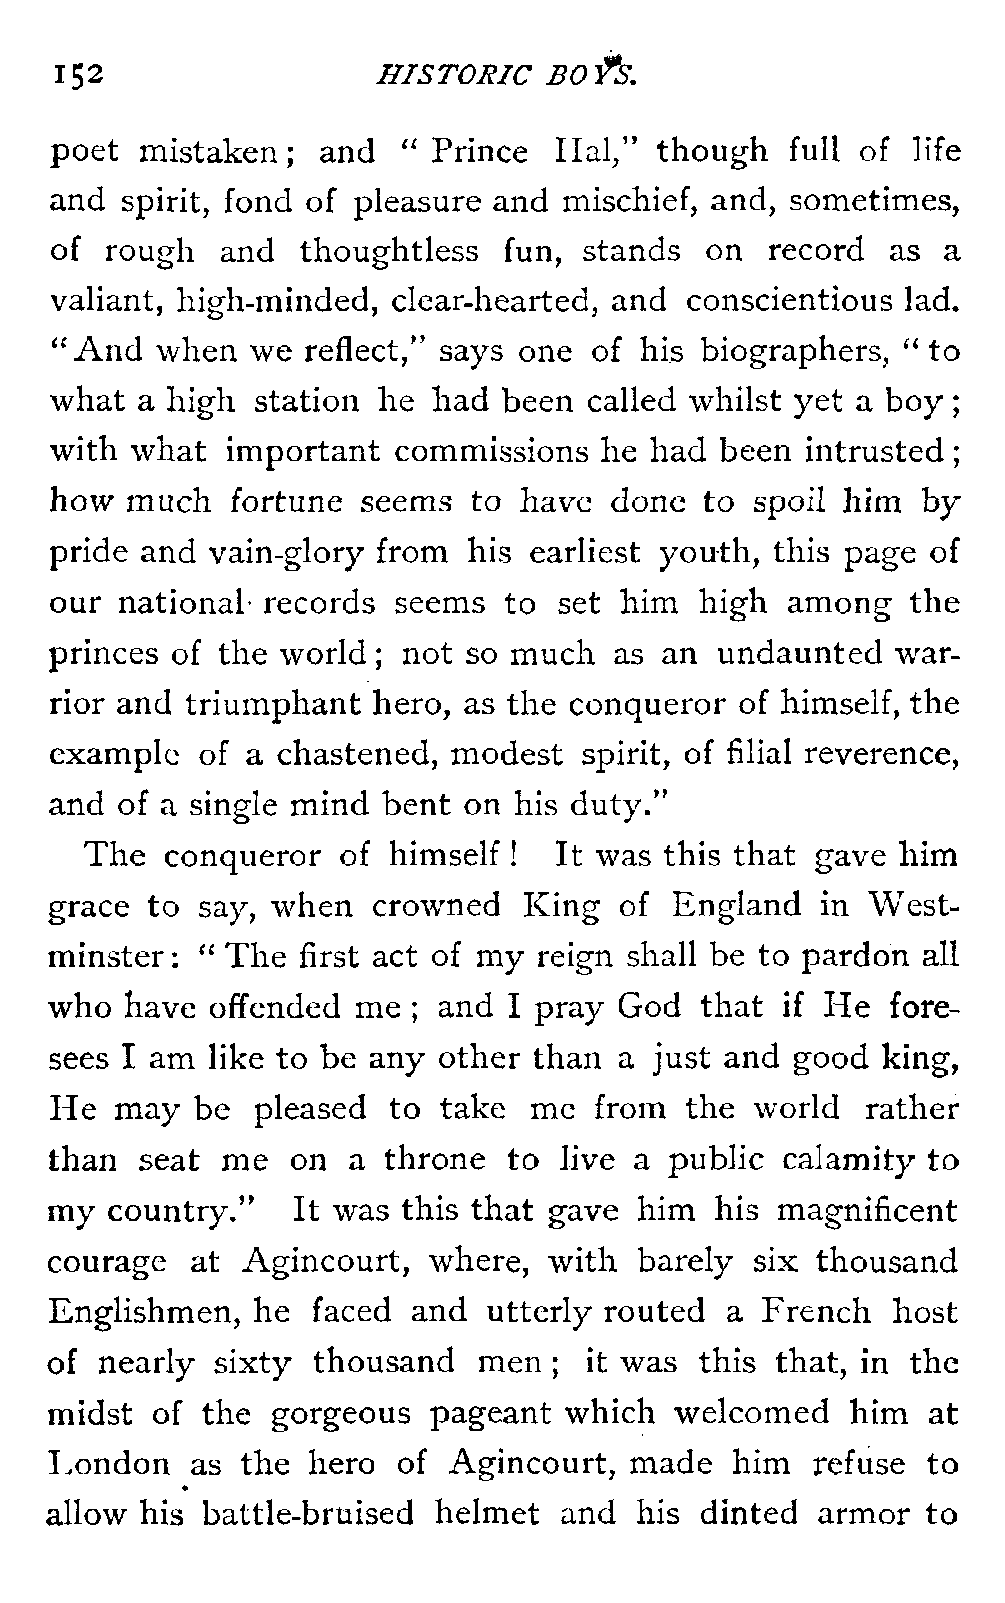 152 HISTORIC BOYS.
poet mistaken; and "Prince Hal," though full of life
and spirit, fond of pleasure and mischief, and, sometimes,
of rough and thoughtless fun, stands on record as a
valiant, high-minded, clear-hearted, and conscientious lad.
"And when we reflect," says one of his biographers, "to
what a high station he had been called whilst yet a boy;
with what important commissions he had been intrusted;
how much fortune seems to have done to spoil him by
pride and vain-glory from his earliest youth, this page of
our national records seems to set him high among the
princes of the world; not so much as an undaunted war-
rior and triumphant hero, as the conqueror of himself, the
example of a chastened, modest spirit, of filial reverence,
and of a single mind bent on his duty."
The conqueror of himself! It was this that gave him
grace to say, when crowned King of England in West-
minster: "The first act of my reign shall be to pardon all
who have offended me; and I pray God that if He fore-
sees I am like to be any other than a just and good king,
He may be pleased to take me from the world rather
than seat me on a throne to live a public calamity to
my country." It was this that gave him his magnificent
courage at Agincourt, where, with barely six thousand
Englishmen, he faced and utterly routed a French host
of nearly sixty thousand men; it was this that, in the
midst of the gorgeous pageant which welcomed him at
London as the hero of Agincourt, made him refuse to
allow his battle-bruised helmet and his dinted armor to